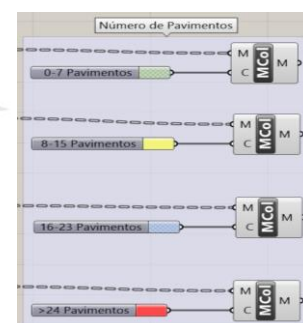 Número de Pavimentos
M
C
MCol
M
0-7 Pavimentos
M
C
MCol
M
8-15 Pavimentos
M
C
MCol
M
16-23 Pavimentos
M
C
MCol
M
>24 Pavimentos